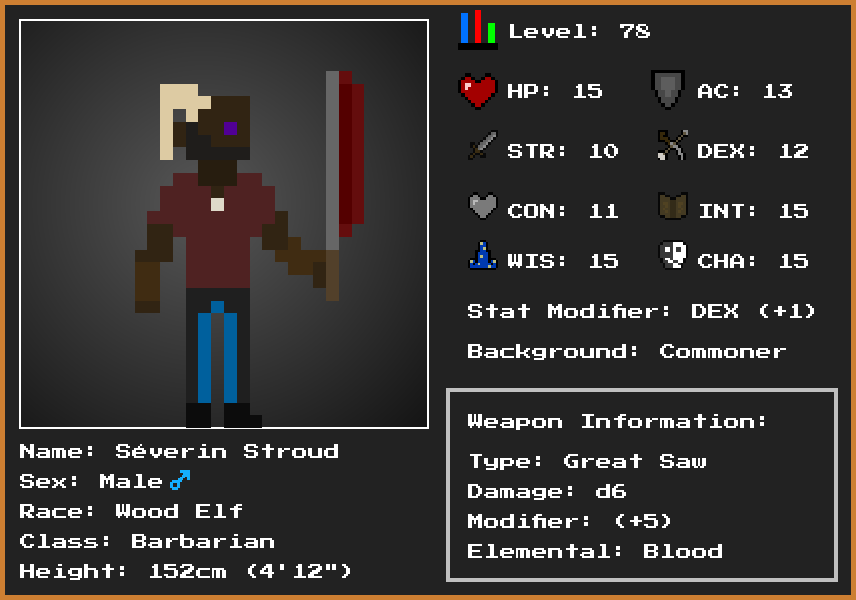 Level: 78
HP: 15
AC: 13
STR: 10
DEX: 12
CON: 11
INT: 15
WIS: 15
CHA: 15
Stat Modifier: DEX (+1)
Background: Commoner
Weapon Information:
Type: Great Saw
Damage: d6
Modifier: (+5)
Elemental: Blood
Name: Séverin Stroud
Sex: Male♂
Race: Wood Elf
Class: Barbarian
Height: 152cm (4'12")